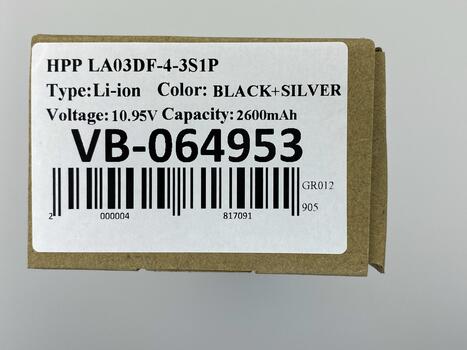 HPP LA03DF-4-3S1P
Type:Li-ion Color: BLACK+SILVER
Voltage: 10.95V Capacity: 2600mAh
VB-064953
GR012
905
2 000004 817091